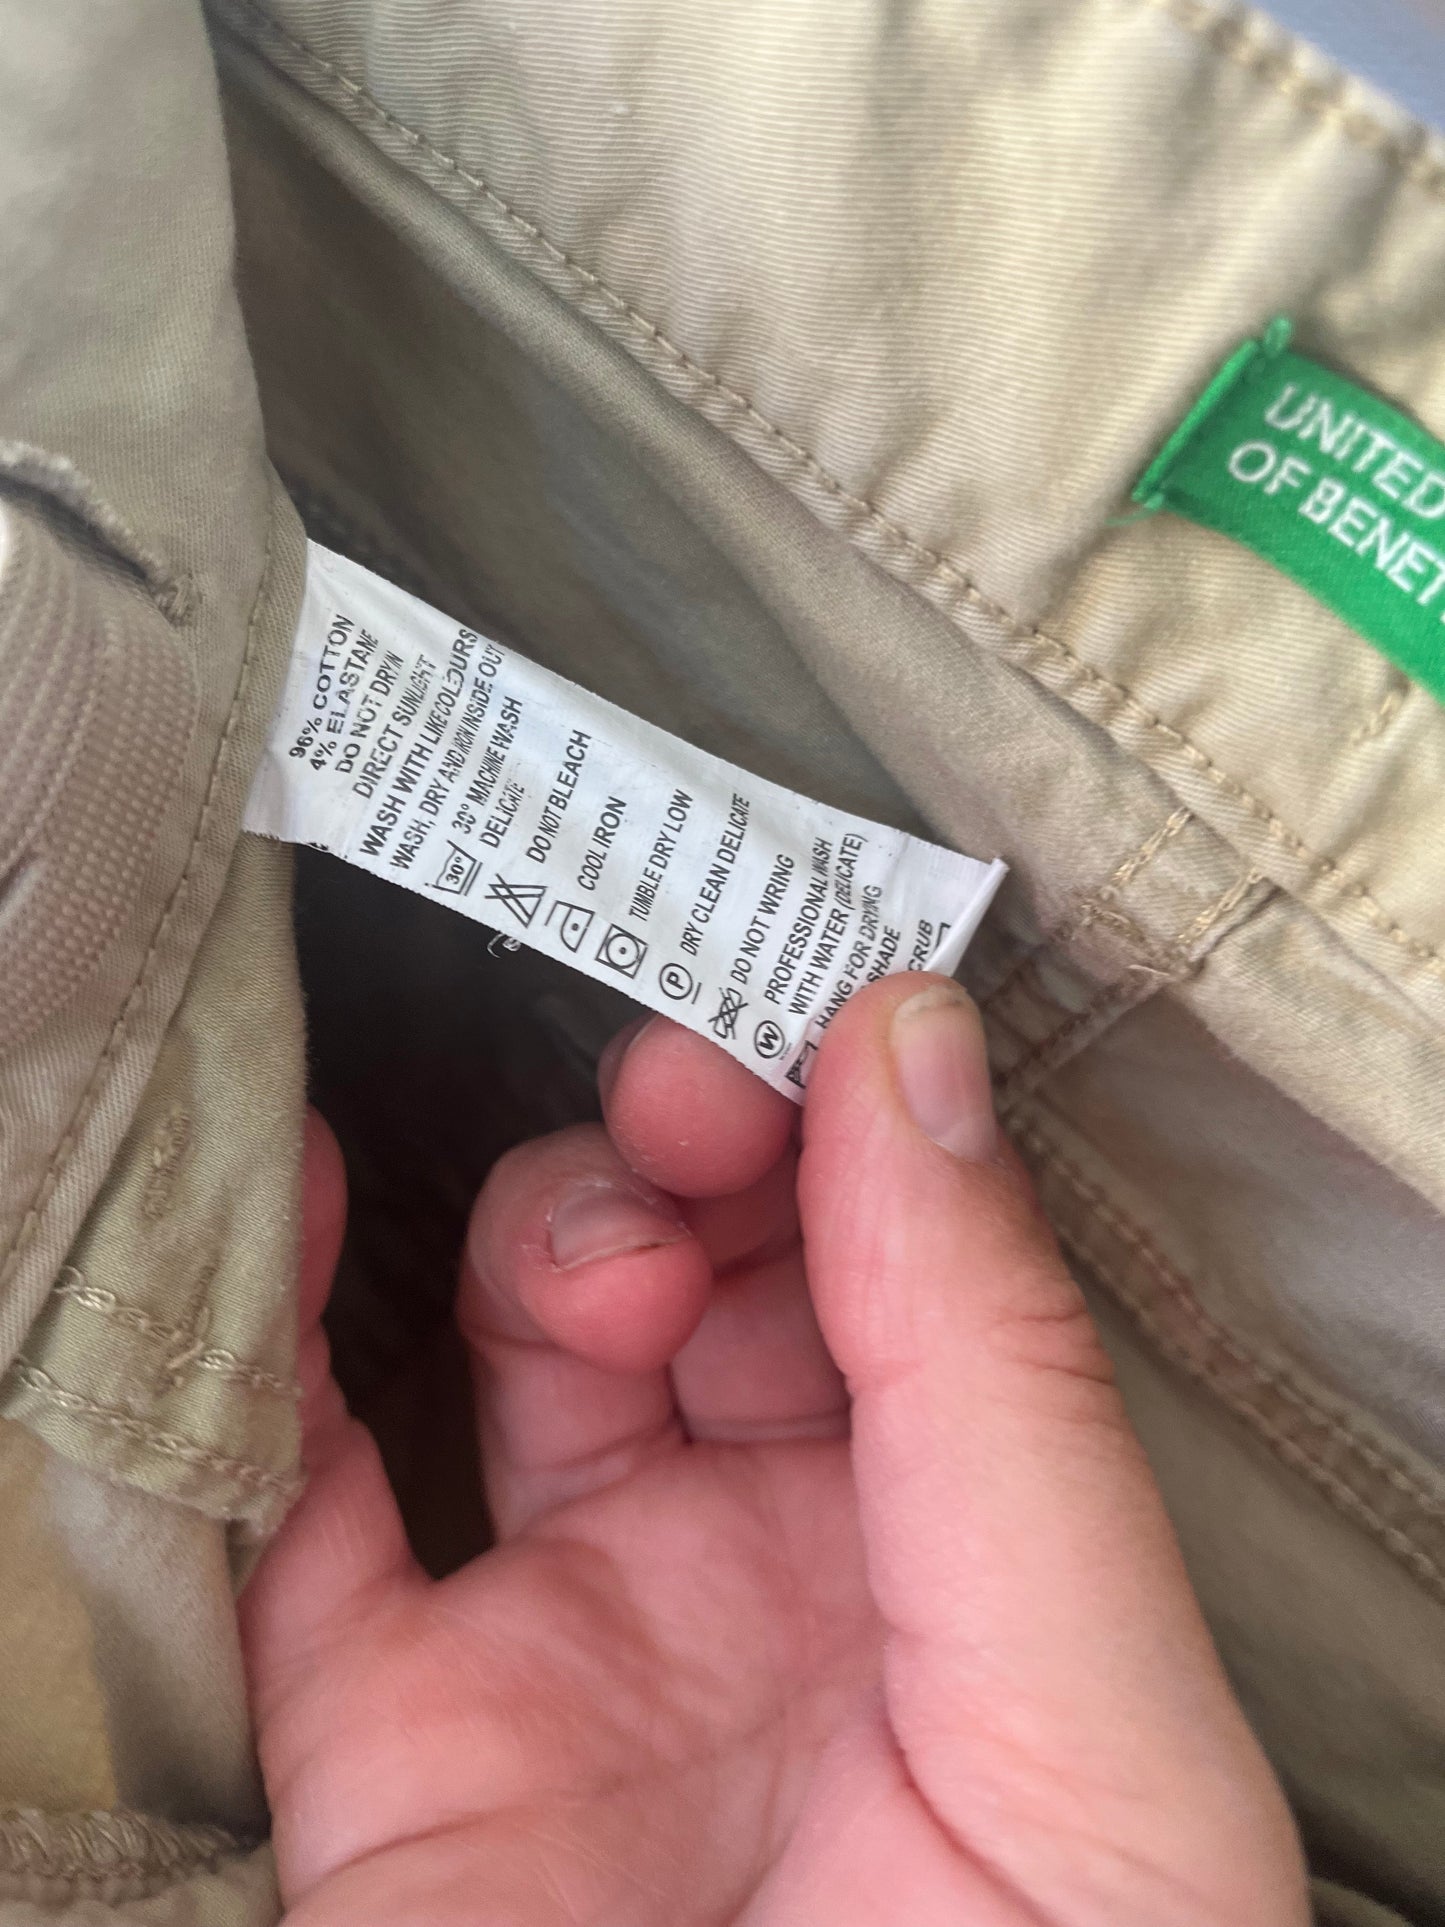 96% COTTON
4% ELASTANE
DO NOT DRY IN
DIRECT SUNLIGHT
WASH WITH LIKE COLOURS
WASH, DRY AND IRON INSIDE OUT
30° 30° MACHINE WASH
DELICATE
DO NOT BLEACH
COOL IRON
TUMBLE DRY LOW
P DRY CLEAN DELICATE
DO NOT WRING
W PROFESSIONAL WASH
WITH WATER (DELICATE)
HANG FOR DRYING
SHADE
CRUB
UNITED
OF BENET